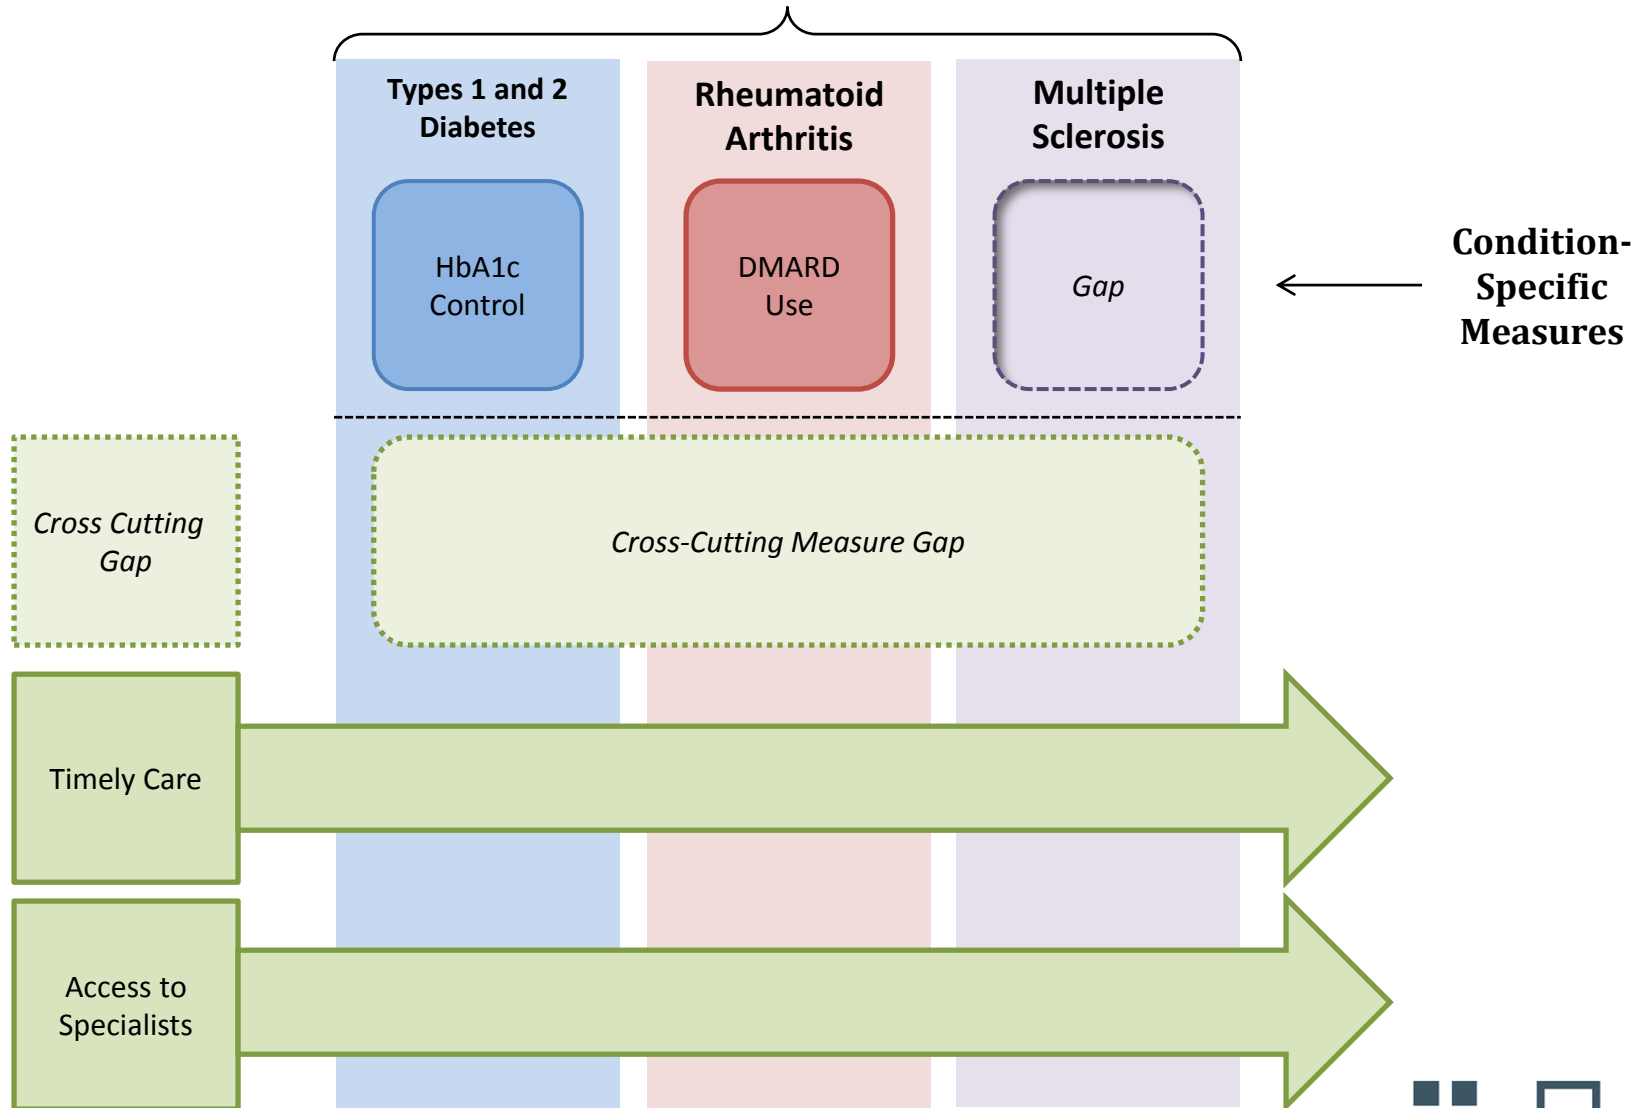 Types 1 and 2
Diabetes
Rheumatoid
Arthritis
Multiple
Sclerosis
HbA1c
Control
DMARD
Use
Gap
Condition-
Specific
Measures
Cross Cutting
Gap
Cross-Cutting Measure Gap
Timely Care
Access to
Specialists